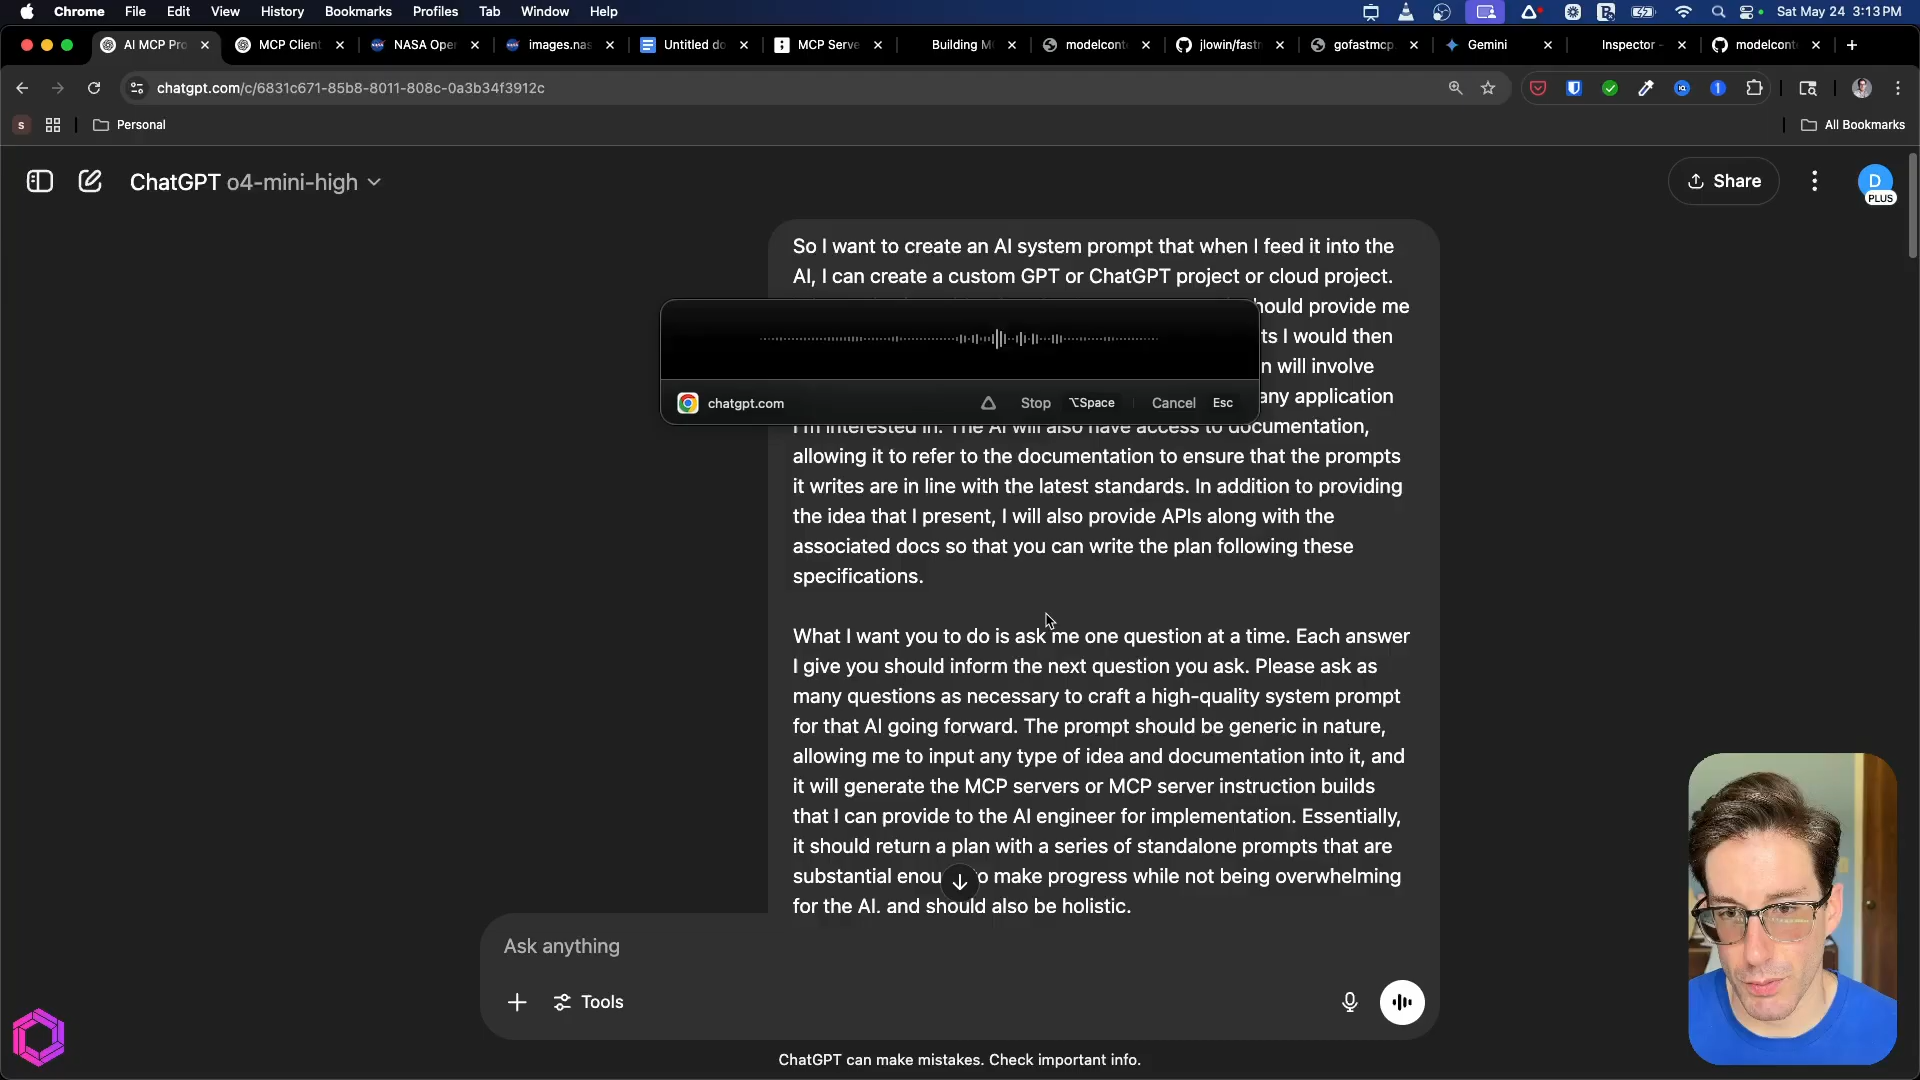 Chrome File Edit View History Bookmarks Profiles Tab Window Help
Sat May 24 3:13 PM
AI MCP Pro
MCP Client
NASA Ope
images.nas
Untitled do
MCP Serve
Building M
modelcont
jlowin/fast
gofastmcp.
Gemini
Inspector -
modelcont
chatgpt.com/c/6831c671-85b8-8011-808c-0a3b34f3912c
s
Personal
All Bookmarks
ChatGPT o4-mini-high
Share
D
PLUS
So I want to create an AI system prompt that when I feed it into the
AI, I can create a custom GPT or ChatGPT project or cloud project.
hould provide me
ts I would then
n will involve
any application
I'm interested in. The AI will also have access to documentation,
allowing it to refer to the documentation to ensure that the prompts
it writes are in line with the latest standards. In addition to providing
the idea that I present, I will also provide APIs along with the
associated docs so that you can write the plan following these
specifications.
chatgpt.com
Stop ⌥Space
Cancel Esc
What I want you to do is ask me one question at a time. Each answer
I give you should inform the next question you ask. Please ask as
many questions as necessary to craft a high-quality system prompt
for that AI going forward. The prompt should be generic in nature,
allowing me to input any type of idea and documentation into it, and
it will generate the MCP servers or MCP server instruction builds
that I can provide to the AI engineer for implementation. Essentially,
it should return a plan with a series of standalone prompts that are
substantial enou o make progress while not being overwhelming
for the AI, and should also be holistic.
Ask anything
Tools
ChatGPT can make mistakes. Check important info.